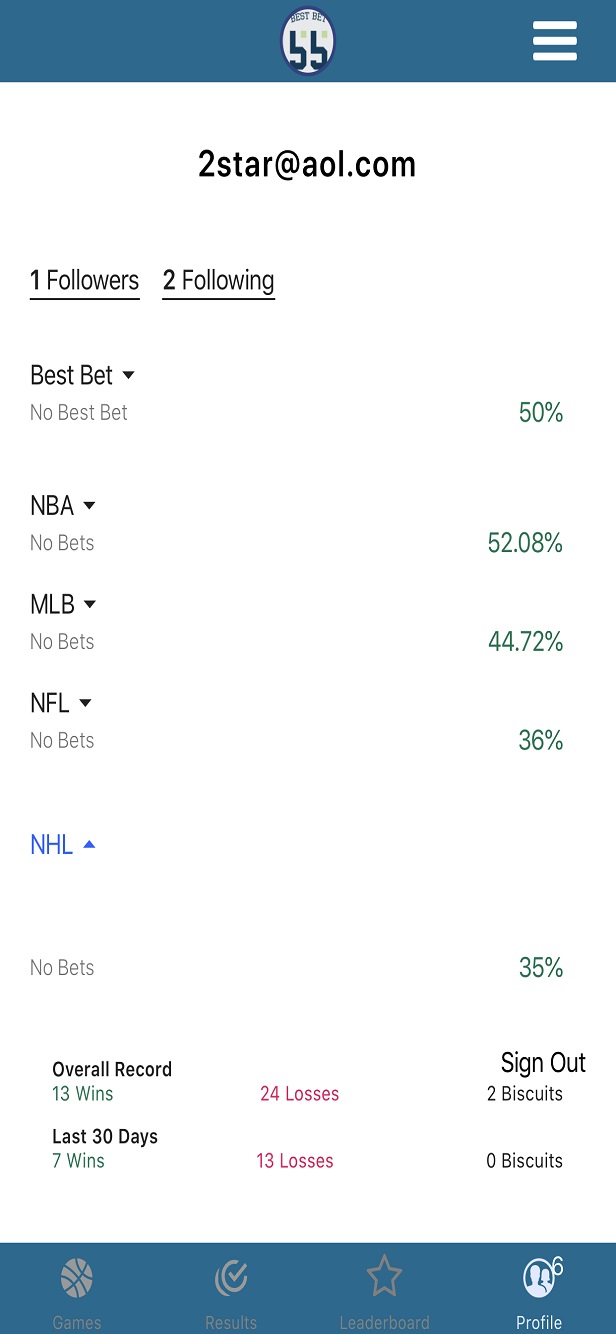 BEST BET
55
2star@aol.com
1 Followers 2 Following
Best Bet
No Best Bet 50%
NBA
No Bets 52.08%
MLB
No Bets 44.72%
NFL
No Bets 36%
NHL
No Bets 35%
Sign Out
Overall Record
13 Wins 24 Losses 2 Biscuits
Last 30 Days
7 Wins 13 Losses 0 Biscuits
6
Games Results Leaderboard Profile